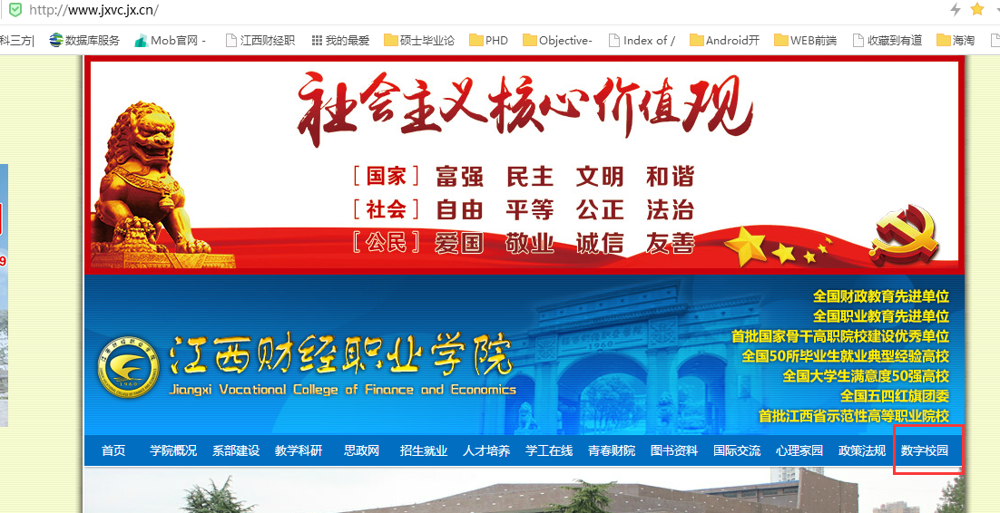 http://www.jxvc.jx.cn/
科三方| 数据库服务 Mob官网 - 江西财经职 我的最爱 硕士毕业论 PHD Objective- Index of / Android开 WEB前端 收藏到有道 海淘
社会主义核心价值观
[国家] 富强 民主 文明 和谐
[社会] 自由 平等 公正 法治
[公民] 爱国 敬业 诚信 友善
9
全国财政教育先进单位
全国职业教育先进单位
首批国家骨干高职院校建设优秀单位
全国50所毕业生就业典型经验高校
全国大学生满意度50强高校
全国五四红旗团委
首批江西省示范性高等职业院校
江西财经职业学院
Jiangxi Vocational College of Finance and Economics
1960
首页 学院概况 系部建设 教学科研 思政网 招生就业 人才培养 学工在线 青春财院 图书资料 国际交流 心理家园 政策法规 数字校园